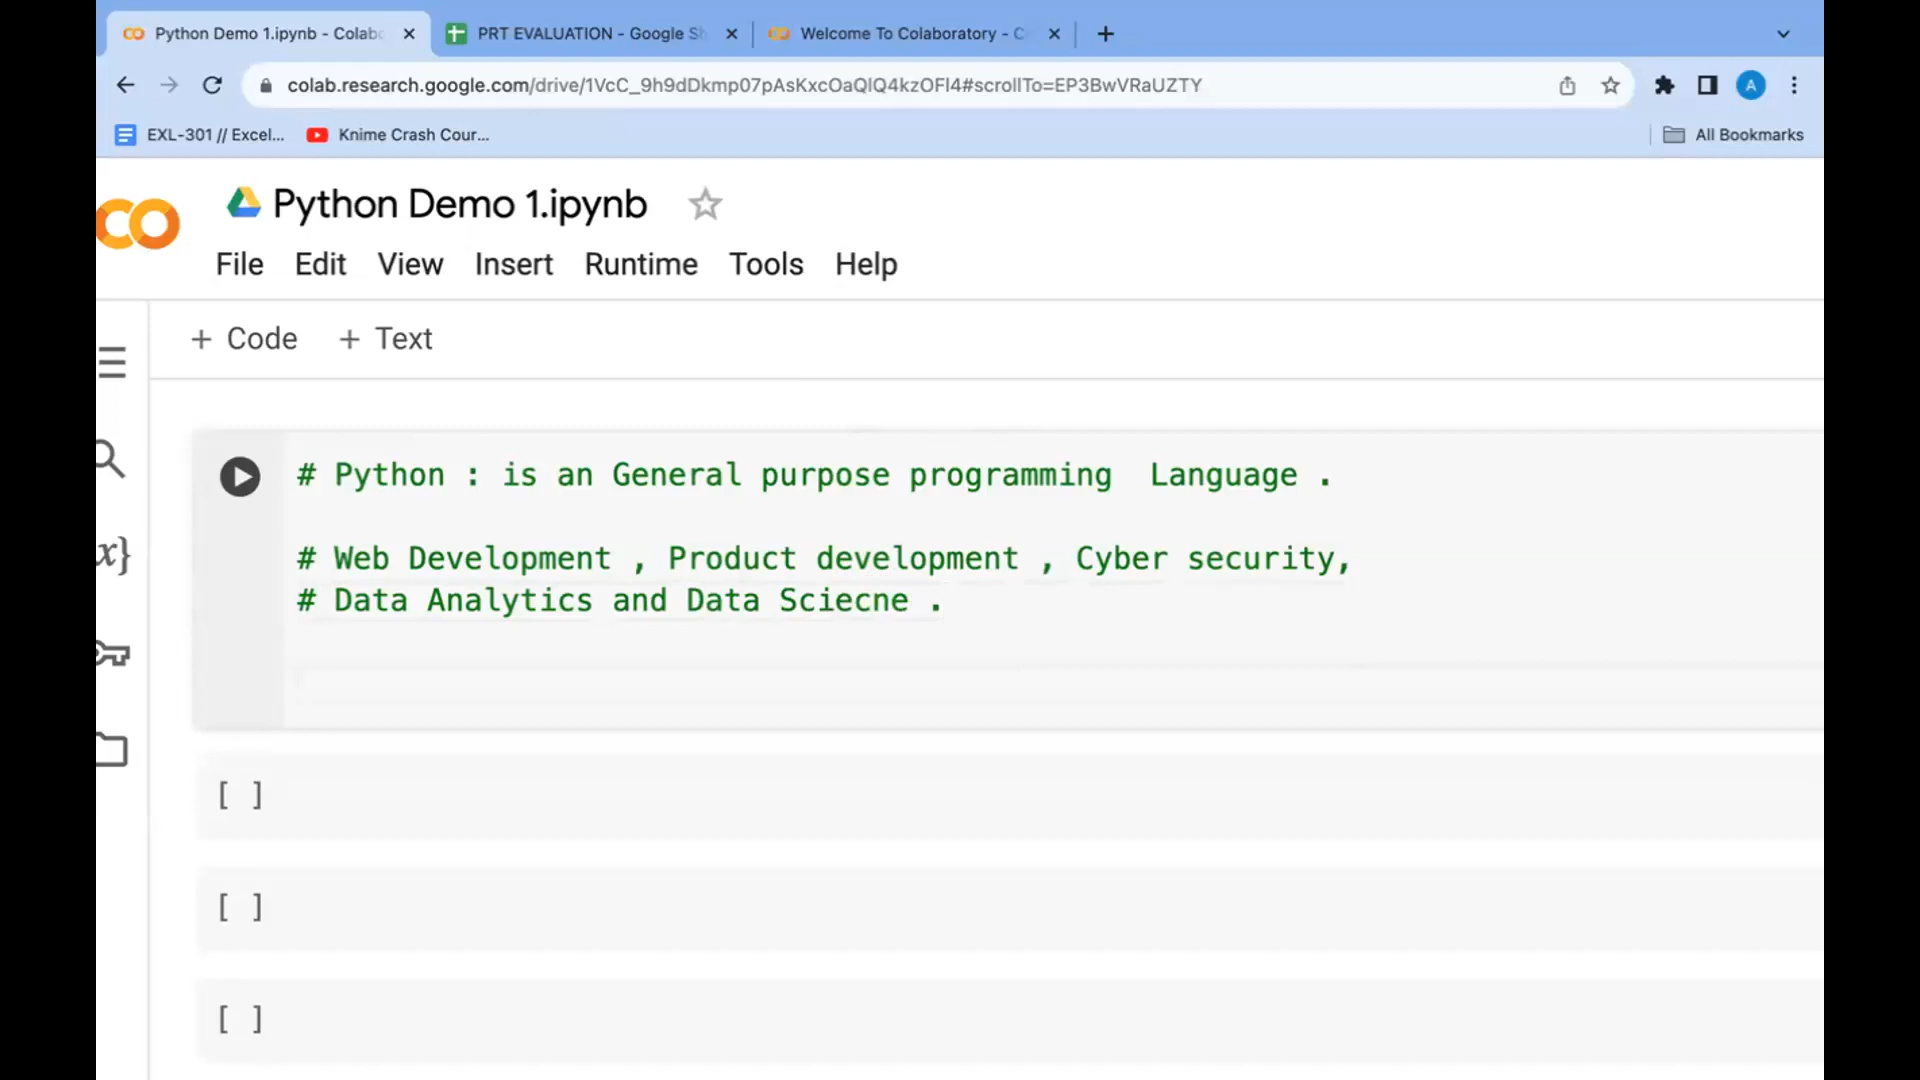 Python Demo 1.ipynb - Colab
PRT EVALUATION - Google Sh
Welcome To Colaboratory - C
colab.research.google.com/drive/1VcC_9h9dDkmp07pAsKxcOaQlQ4kzOFl4#scrollTo=EP3BwVRaUZTY
A
EXL-301 // Excel...
Knime Crash Cour...
All Bookmarks
Python Demo 1.ipynb
File Edit View Insert Runtime Tools Help
+ Code + Text
# Python : is an General purpose programming  Language .
# Web Development , Product development , Cyber security,
# Data Analytics and Data Sciecne .
x}
[ ]
[ ]
[ ]